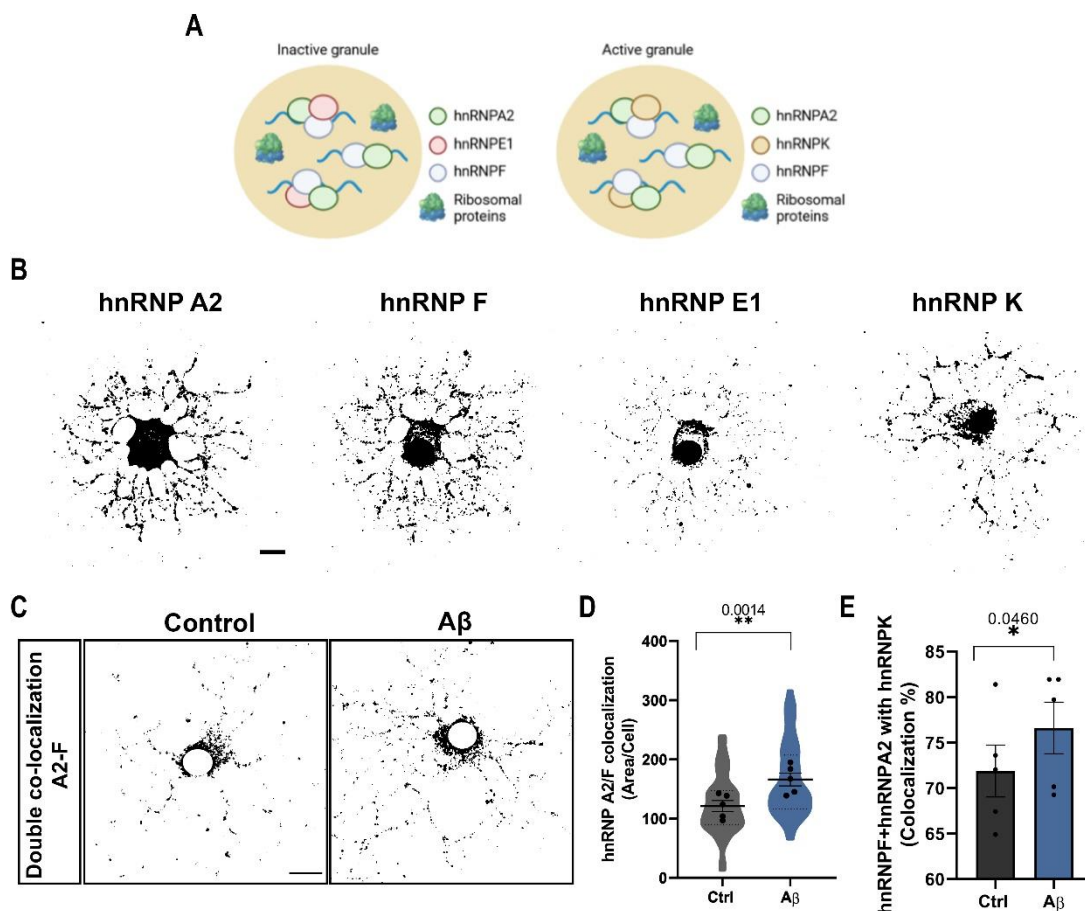 A
Inactive granule
hnRNPA2
hnRNPE1
hnRNPF
Ribosomal
proteins
Active granule
hnRNPA2
hnRNPK
hnRNPF
Ribosomal
proteins
B
hnRNP A2
hnRNP F
hnRNP E1
hnRNP K
C
Control
Aβ
Double co-localization
A2-F
D
0.0014
**
hnRNP A2/F colocalization
(Area/Cell)
400
300
200
100
0
Ctrl
Aβ
E
0.0460
*
hnRNPF+hnRNPA2 with hnRNPK
(Colocalization %)
85
80
75
70
65
60
Ctrl
Aβ